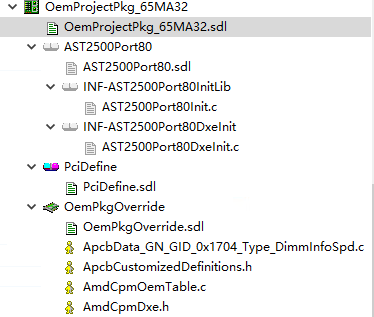 OemProjectPkg_65MA32
OemProjectPkg_65MA32.sdl
AST2500Port80
AST2500Port80.sdl
INF-AST2500Port80InitLib
AST2500Port80Init.c
INF-AST2500Port80DxeInit
AST2500Port80DxeInit.c
PciDefine
PciDefine.sdl
OemPkgOverride
OemPkgOverride.sdl
ApcbData_GN_GID_0x1704_Type_DimmInfoSpd.c
ApcbCustomizedDefinitions.h
AmdCpmOemTable.c
AmdCpmDxe.h